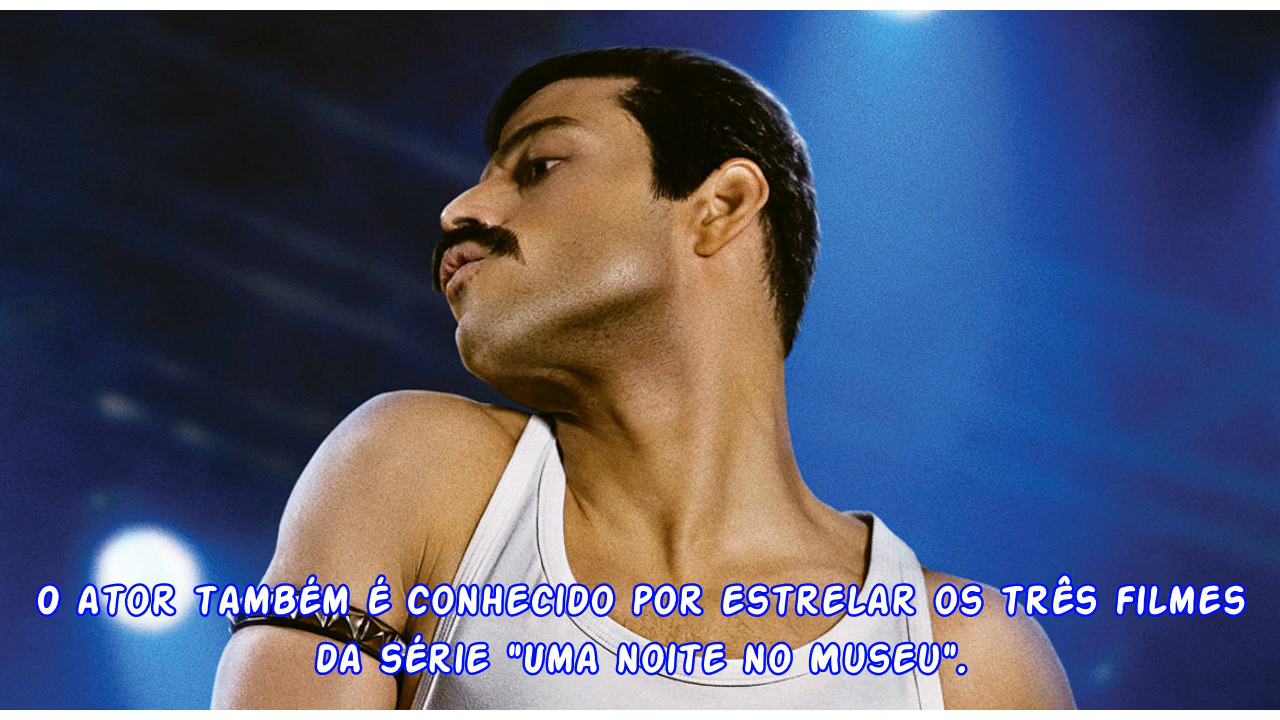 O ATOR TAMBÉM É CONHECIDO POR ESTRELAR OS TRÊS FILMES
DA SÉRIE "UMA NOITE NO MUSEU".